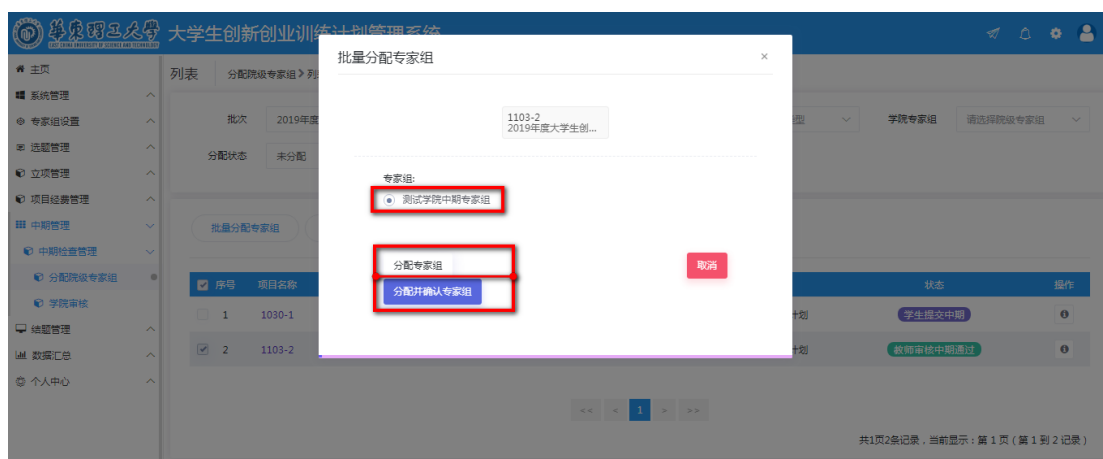 華東理工大學 大学生创新创业训练计划管理系统
EAST CHINA UNIVERSITY OF SCIENCE AND TECHNOLOGY
主页
系统管理
专家组设置
选题管理
立项管理
项目经费管理
中期管理
中期检查管理
分配院级专家组
学院审核
结题管理
数据汇总
个人中心
列表 分配院级专家组 > 列
批次 2019年度
型 学院专家组 请选择院级专家组
分配状态 未分配
批量分配专家组
批量分配专家组 ×
1103-2
2019年度大学生创...
专家组:
测试学院中期专家组
分配专家组
分配并确认专家组
取消
序号 项目名称 状态 操作
1 1030-1 十划 学生提交中期
2 1103-2 十划 教师审核中期通过
<< < 1 > >>
共1页2条记录，当前显示：第 1 页 ( 第 1 到 2 记录 )